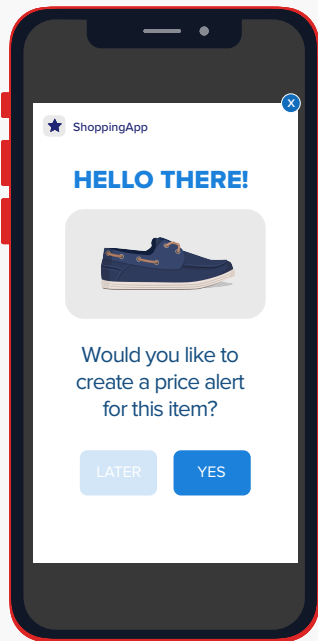 X
ShoppingApp
HELLO THERE!
Would you like to
create a price alert
for this item?
LATER
YES